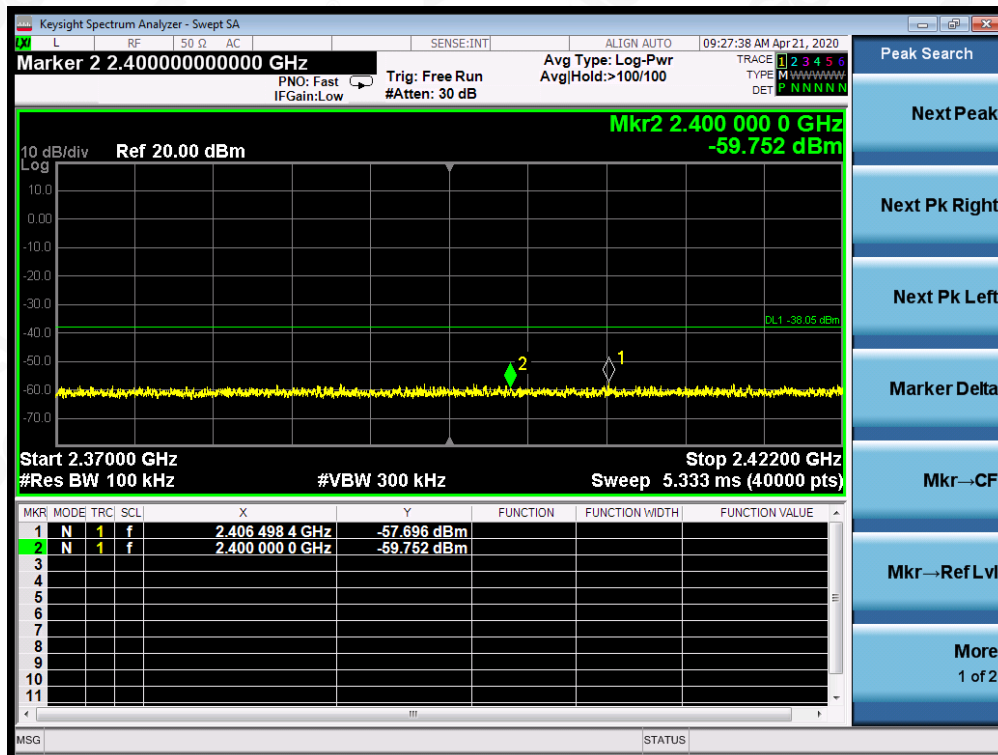 Keysight Spectrum Analyzer - Swept SA
LXI L RF 50 Ω AC SENSE:INT ALIGN AUTO 09:27:38 AM Apr 21, 2020
Marker 2 2.400000000000 GHz
PNO: Fast
IFGain:Low
Trig: Free Run
#Atten: 30 dB
Avg Type: Log-Pwr
Avg|Hold:>100/100
TRACE 1 2 3 4 5 6
TYPE M WWWWW
DET P N N N N N
Mkr2 2.400 000 0 GHz
-59.752 dBm
10 dB/div Ref 20.00 dBm
Log
10.0
0.00
-10.0
-20.0
-30.0
DL1 -38.05 dBm
-40.0
-50.0
2
1
-60.0
-70.0
Start 2.37000 GHz Stop 2.42200 GHz
#Res BW 100 kHz #VBW 300 kHz Sweep 5.333 ms (40000 pts)
MKR MODE TRC SCL X Y FUNCTION FUNCTION WIDTH FUNCTION VALUE
1 N 1 f 2.406 498 4 GHz -57.696 dBm
2 N 1 f 2.400 000 0 GHz -59.752 dBm
3
4
5
6
7
8
9
10
11
MSG STATUS
Peak Search
Next Peak
Next Pk Right
Next Pk Left
Marker Delta
Mkr→CF
Mkr→Ref Lvl
More
1 of 2